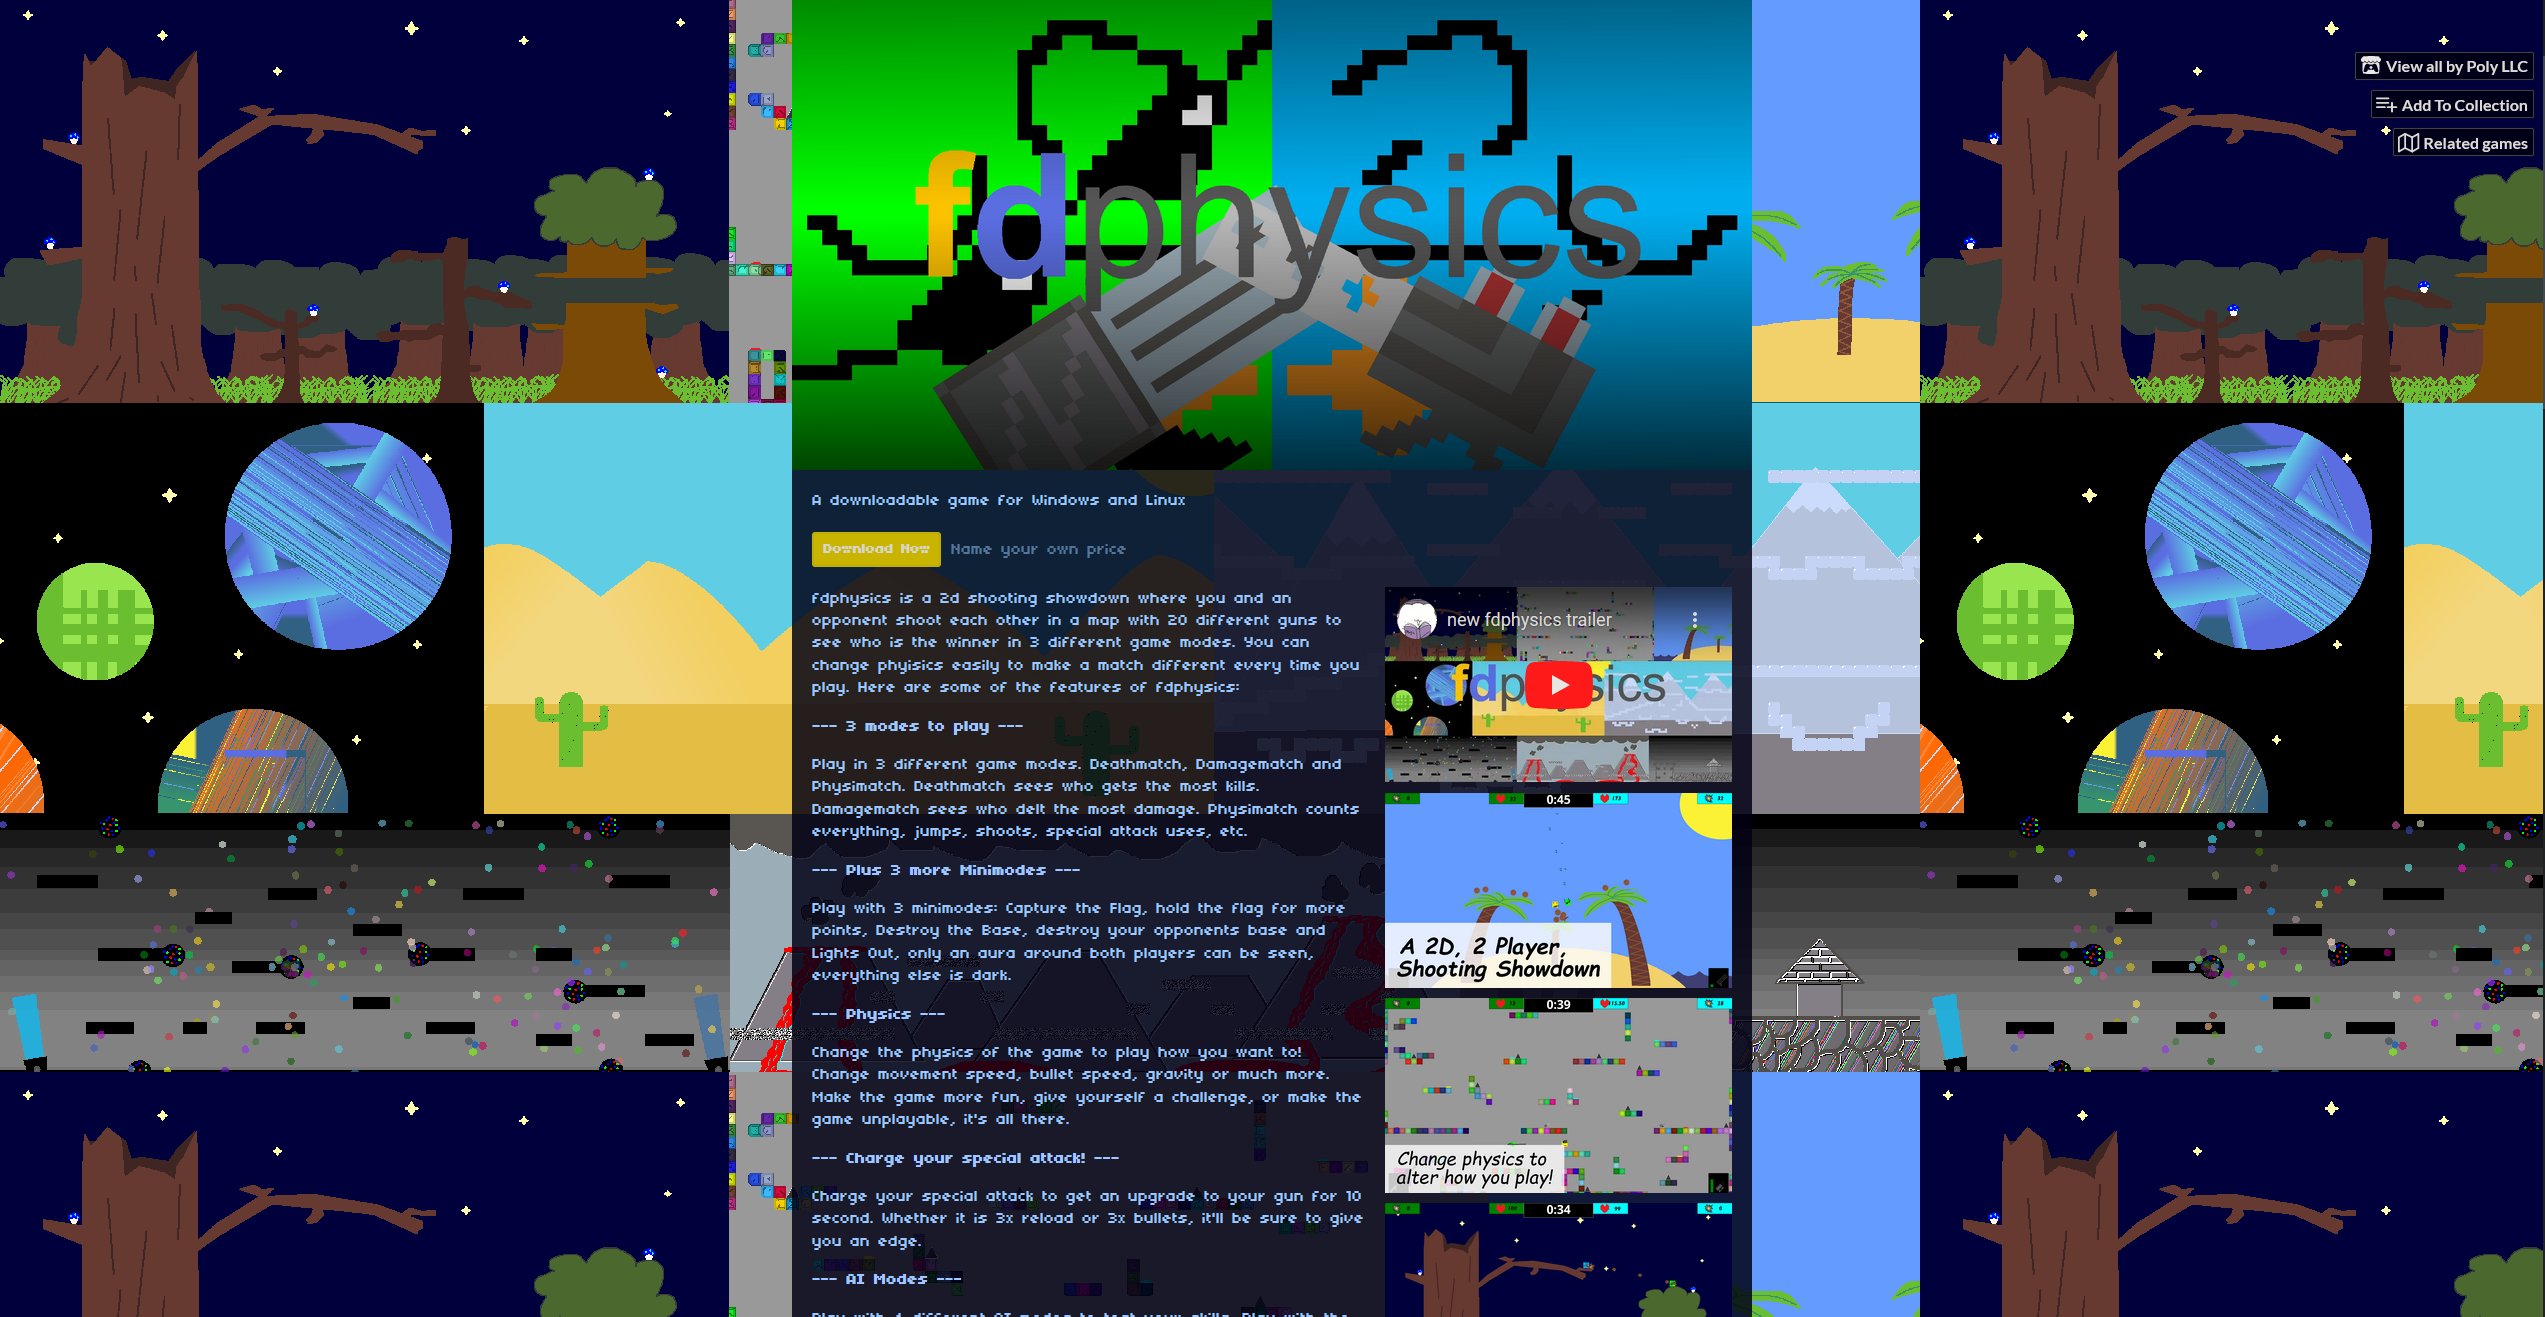 View all by Poly LLC
Add To Collection
Related games
fdphysics
A downloadable game for Windows and Linux
Download Now Name your own price
fdphysics is a 2d shooting showdown where you and an
opponent shoot each other in a map with 20 different guns to
see who is the winner in 3 different game modes. You can
change phyisics easily to make a match different every time you
play. Here are some of the features of fdphysics:
--- 3 modes to play ---
Play in 3 different game modes. Deathmatch, Damagematch and
Physimatch. Deathmatch sees who gets the most kills.
Damagematch sees who delt the most damage. Physimatch counts
everything, jumps, shoots, special attack uses, etc.
--- Plus 3 more Minimodes ---
Play with 3 minimodes: Capture the Flag, hold the flag for more
points, Destroy the Base, destroy your opponents base and
Lights Out, only an aura around both players can be seen,
everything else is dark.
--- Physics ---
Change the physics of the game to play how you want to!
Change movement speed, bullet speed, gravity or much more.
Make the game more fun, give yourself a challenge, or make the
game unplayable, it's all there.
--- Charge your special attack! ---
Charge your special attack to get an upgrade to your gun for 10
second. Whether it is 3x reload or 3x bullets, it'll be sure to give
you an edge.
--- AI Modes ---
new fdphysics trailer
0:45
A 2D, 2 Player,
Shooting Showdown
0:39
Change physics to
alter how you play!
0:34